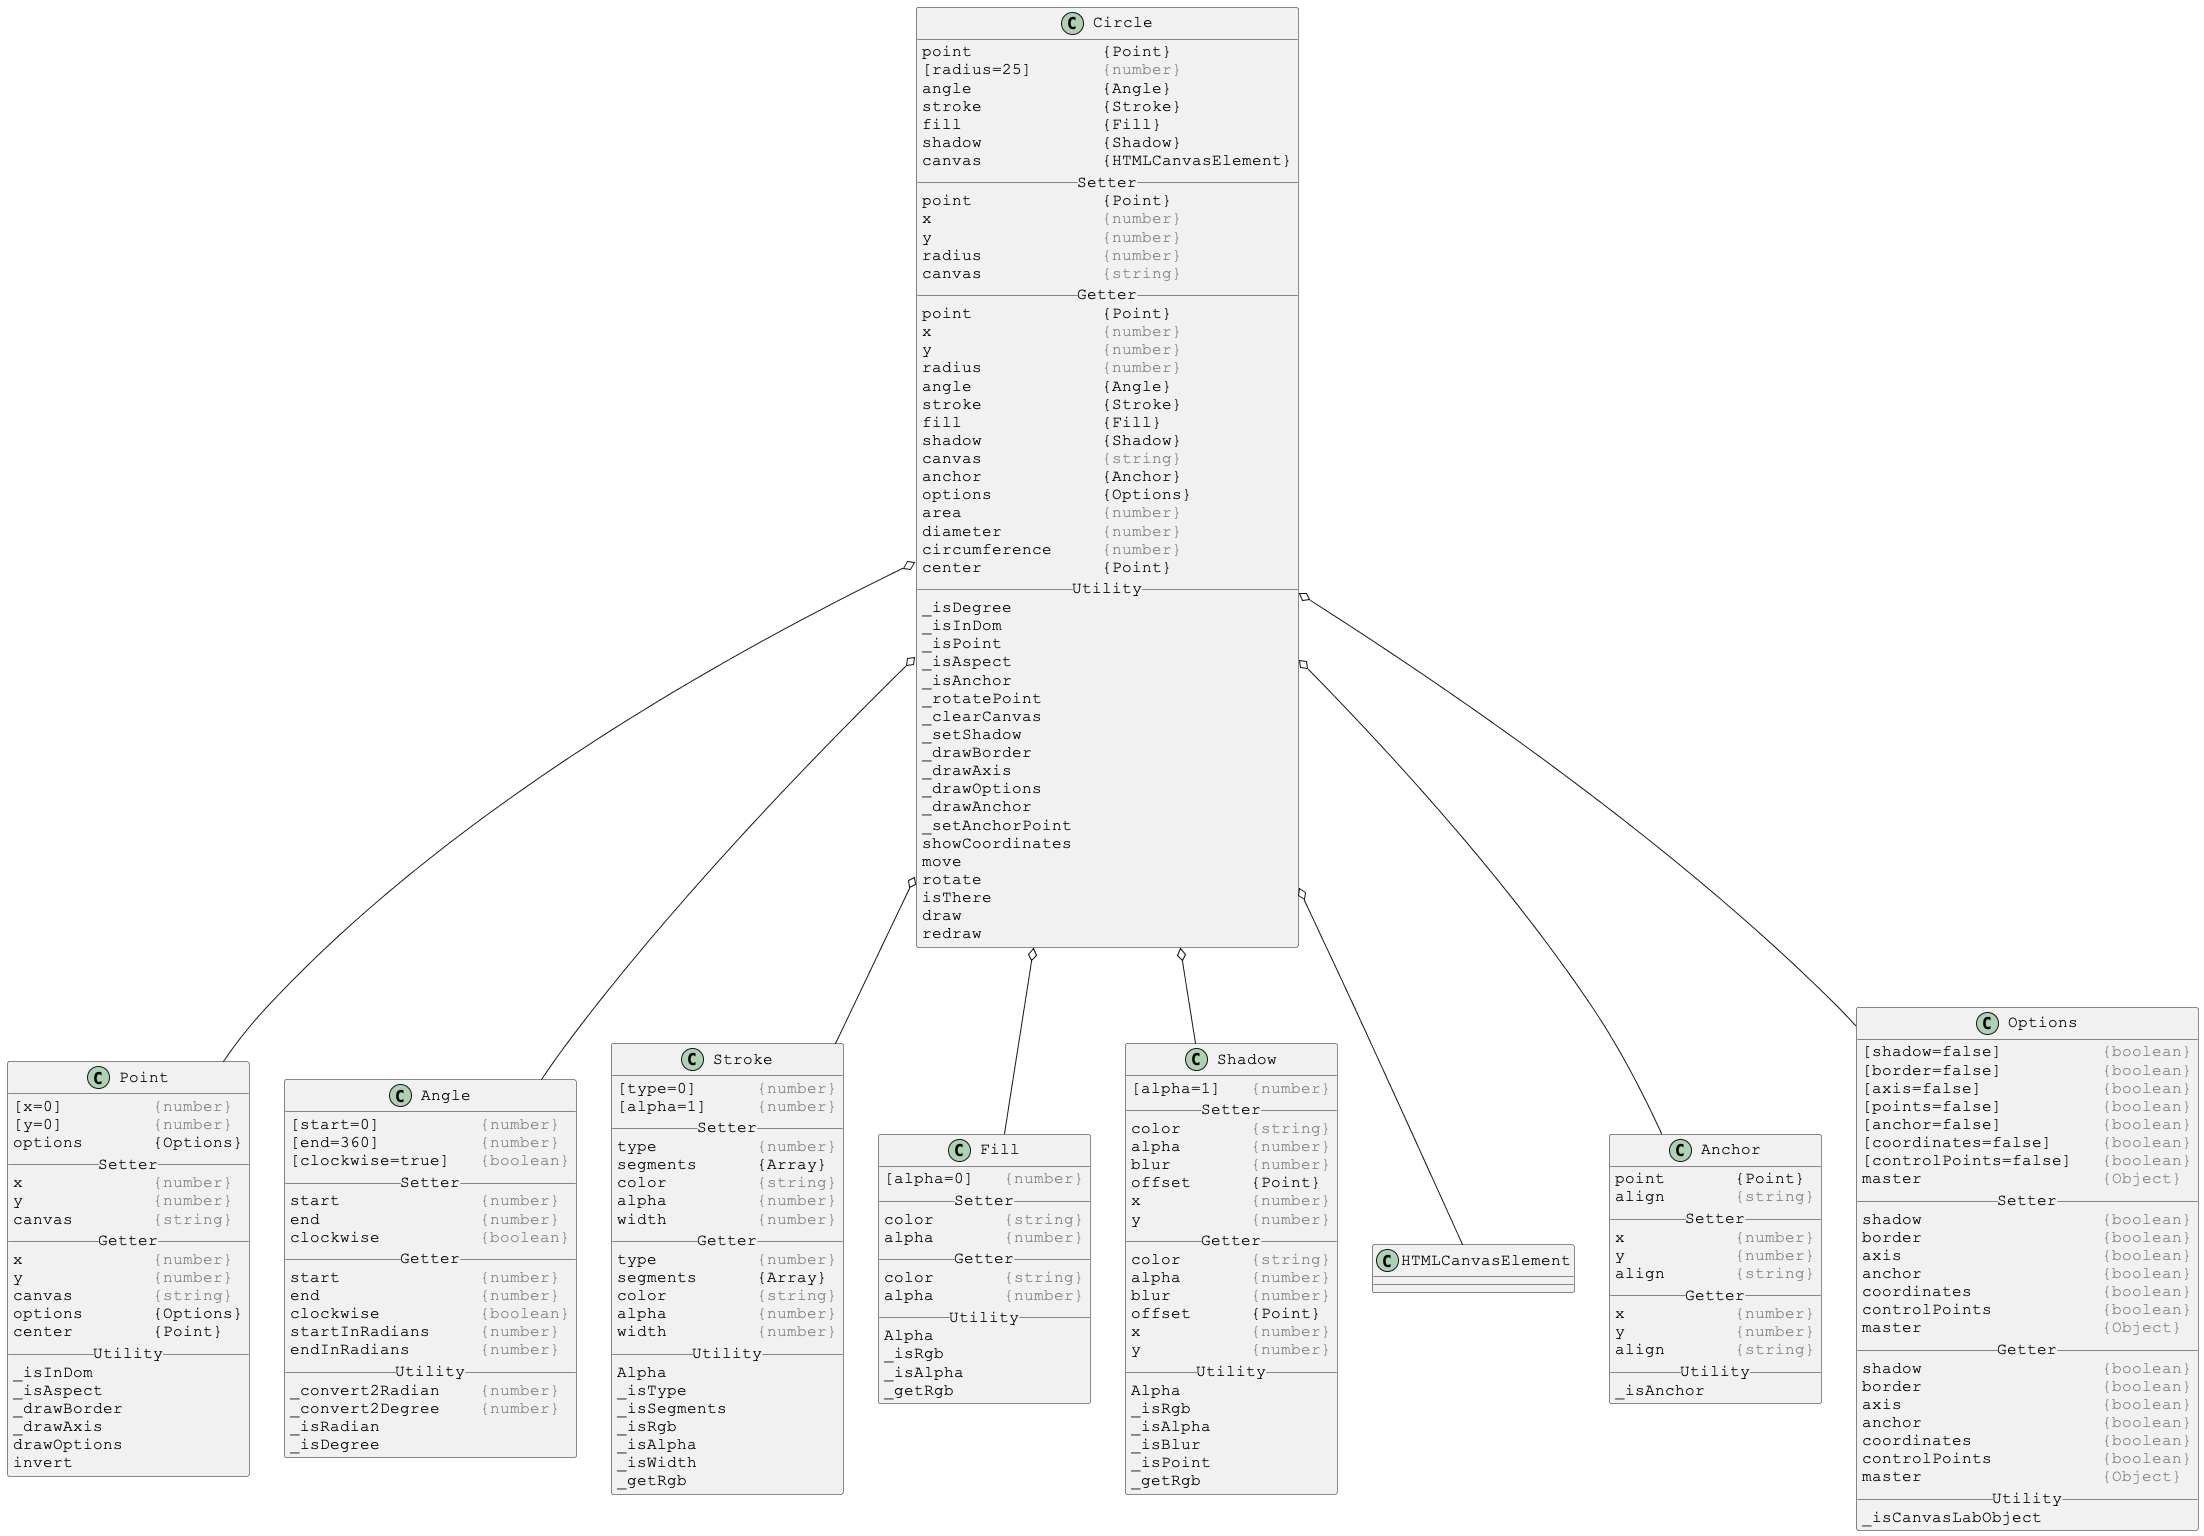 C Circle
point {Point}
[radius=25] {number}
angle {Angle}
stroke {Stroke}
fill {Fill}
shadow {Shadow}
canvas {HTMLCanvasElement}
Setter
point {Point}
x {number}
y {number}
radius {number}
canvas {string}
Getter
point {Point}
x {number}
y {number}
radius {number}
angle {Angle}
stroke {Stroke}
fill {Fill}
shadow {Shadow}
canvas {string}
anchor {Anchor}
options {Options}
area {number}
diameter {number}
circumference {number}
center {Point}
Utility
_isDegree
_isInDom
_isPoint
_isAspect
_isAnchor
_rotatePoint
_clearCanvas
_setShadow
_drawBorder
_drawAxis
_drawOptions
_drawAnchor
_setAnchorPoint
showCoordinates
move
rotate
isThere
draw
redraw
C Point
[x=0] {number}
[y=0] {number}
options {Options}
Setter
x {number}
y {number}
canvas {string}
Getter
x {number}
y {number}
canvas {string}
options {Options}
center {Point}
Utility
_isInDom
_isAspect
_drawBorder
_drawAxis
drawOptions
invert
C Angle
[start=0] {number}
[end=360] {number}
[clockwise=true] {boolean}
Setter
start {number}
end {number}
clockwise {boolean}
Getter
start {number}
end {number}
clockwise {boolean}
startInRadians {number}
endInRadians {number}
Utility
_convert2Radian {number}
_convert2Degree {number}
_isRadian
_isDegree
C Stroke
[type=0] {number}
[alpha=1] {number}
Setter
type {number}
segments {Array}
color {string}
alpha {number}
width {number}
Getter
type {number}
segments {Array}
color {string}
alpha {number}
width {number}
Utility
Alpha
_isType
_isSegments
_isRgb
_isAlpha
_isWidth
_getRgb
C Fill
[alpha=0] {number}
Setter
color {string}
alpha {number}
Getter
color {string}
alpha {number}
Utility
Alpha
_isRgb
_isAlpha
_getRgb
C Shadow
[alpha=1] {number}
Setter
color {string}
alpha {number}
blur {number}
offset {Point}
x {number}
y {number}
Getter
color {string}
alpha {number}
blur {number}
offset {Point}
x {number}
y {number}
Utility
Alpha
_isRgb
_isAlpha
_isBlur
_isPoint
_getRgb
C HTMLCanvasElement
C Anchor
point {Point}
align {string}
Setter
x {number}
y {number}
align {string}
Getter
x {number}
y {number}
align {string}
Utility
_isAnchor
C Options
[shadow=false] {boolean}
[border=false] {boolean}
[axis=false] {boolean}
[points=false] {boolean}
[anchor=false] {boolean}
[coordinates=false] {boolean}
[controlPoints=false] {boolean}
master {Object}
Setter
shadow {boolean}
border {boolean}
axis {boolean}
anchor {boolean}
coordinates {boolean}
controlPoints {boolean}
master {Object}
Getter
shadow {boolean}
border {boolean}
axis {boolean}
anchor {boolean}
coordinates {boolean}
controlPoints {boolean}
master {Object}
Utility
_isCanvasLabObject